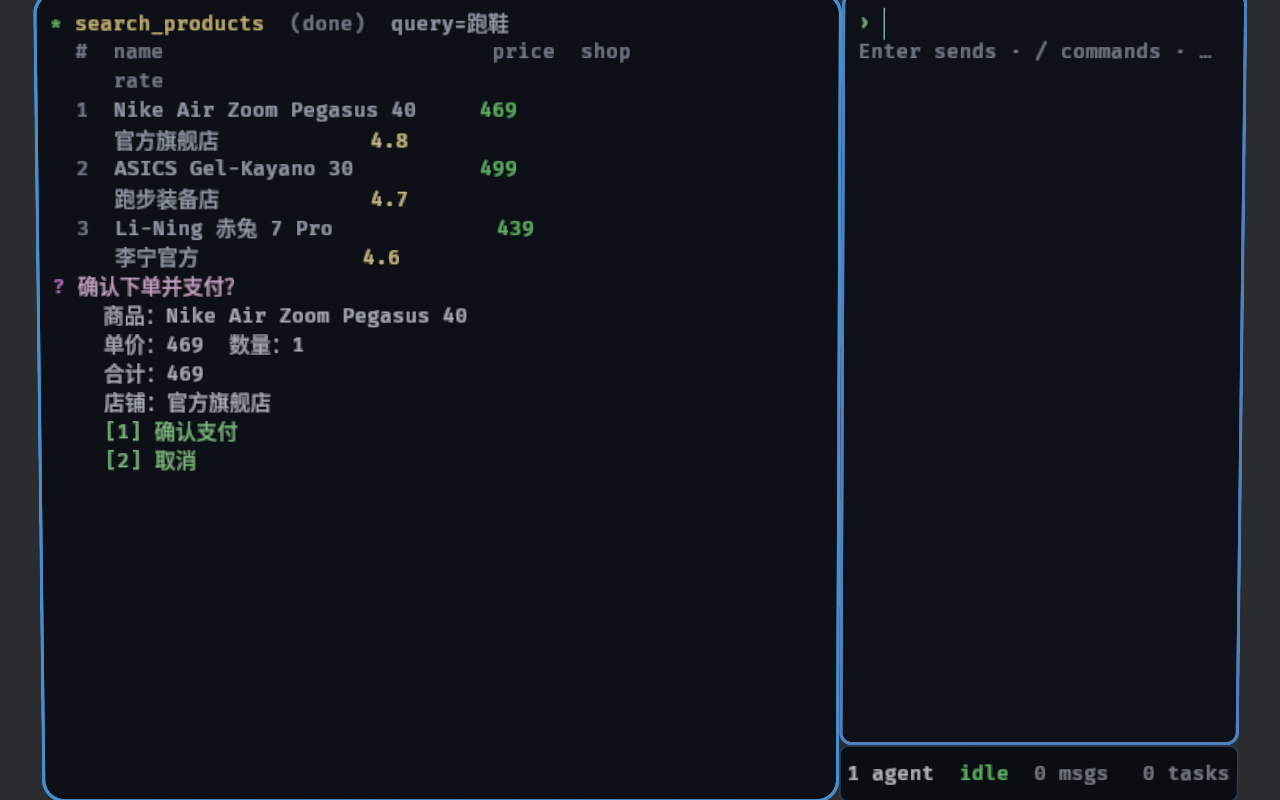 * search_products (done) query=跑鞋
# name price shop
rate
1 Nike Air Zoom Pegasus 40 469
官方旗舰店 4.8
2 ASICS Gel-Kayano 30 499
跑步装备店 4.7
3 Li-Ning 赤兔 7 Pro 439
李宁官方 4.6
? 确认下单并支付?
商品: Nike Air Zoom Pegasus 40
单价: 469 数量: 1
合计: 469
店铺: 官方旗舰店
[1] 确认支付
[2] 取消
›
Enter sends · / commands · …
1 agent idle 0 msgs 0 tasks